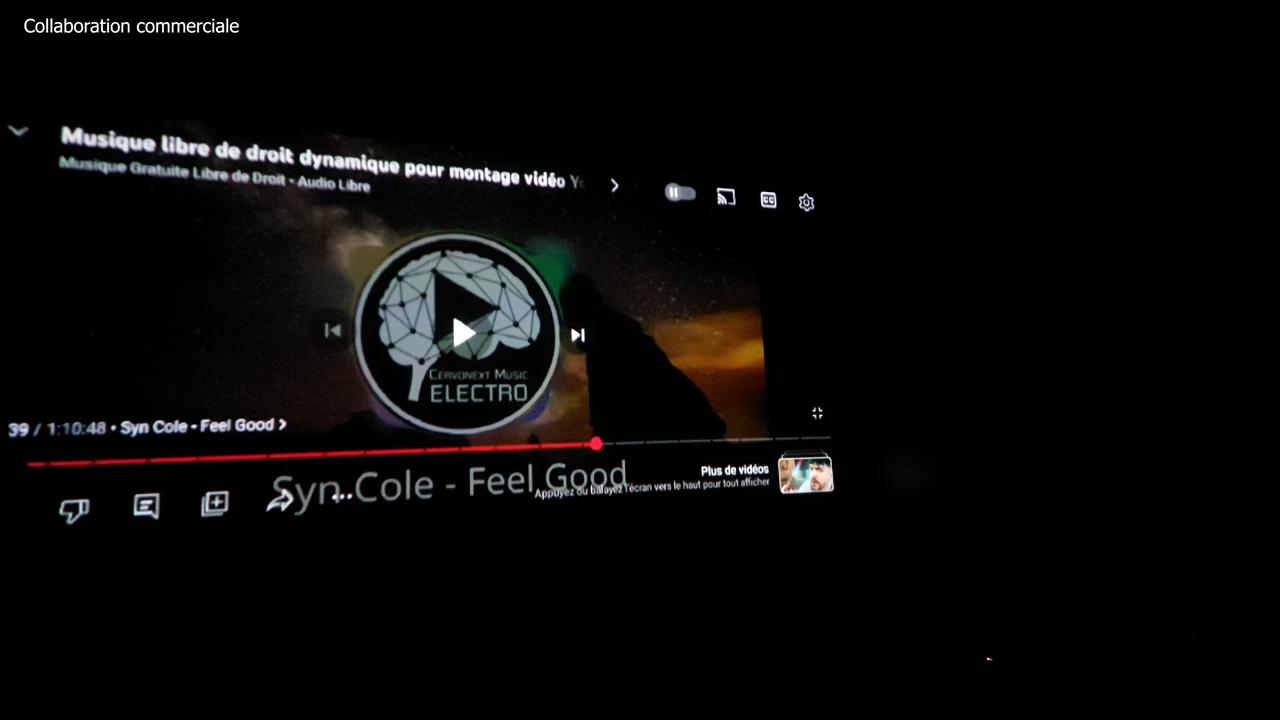 Collaboration commerciale
Musique libre de droit dynamique pour montage vidéo
Musique Gratuite Libre de Droit - Audio Libre
CC
CERVONEXT MUSIC
ELECTRO
39 / 1:10:48 • Syn Cole - Feel Good >
Syn Cole - Feel Good
Plus de vidéos
Appuyez ou balayez l'écran vers le haut pour tout afficher